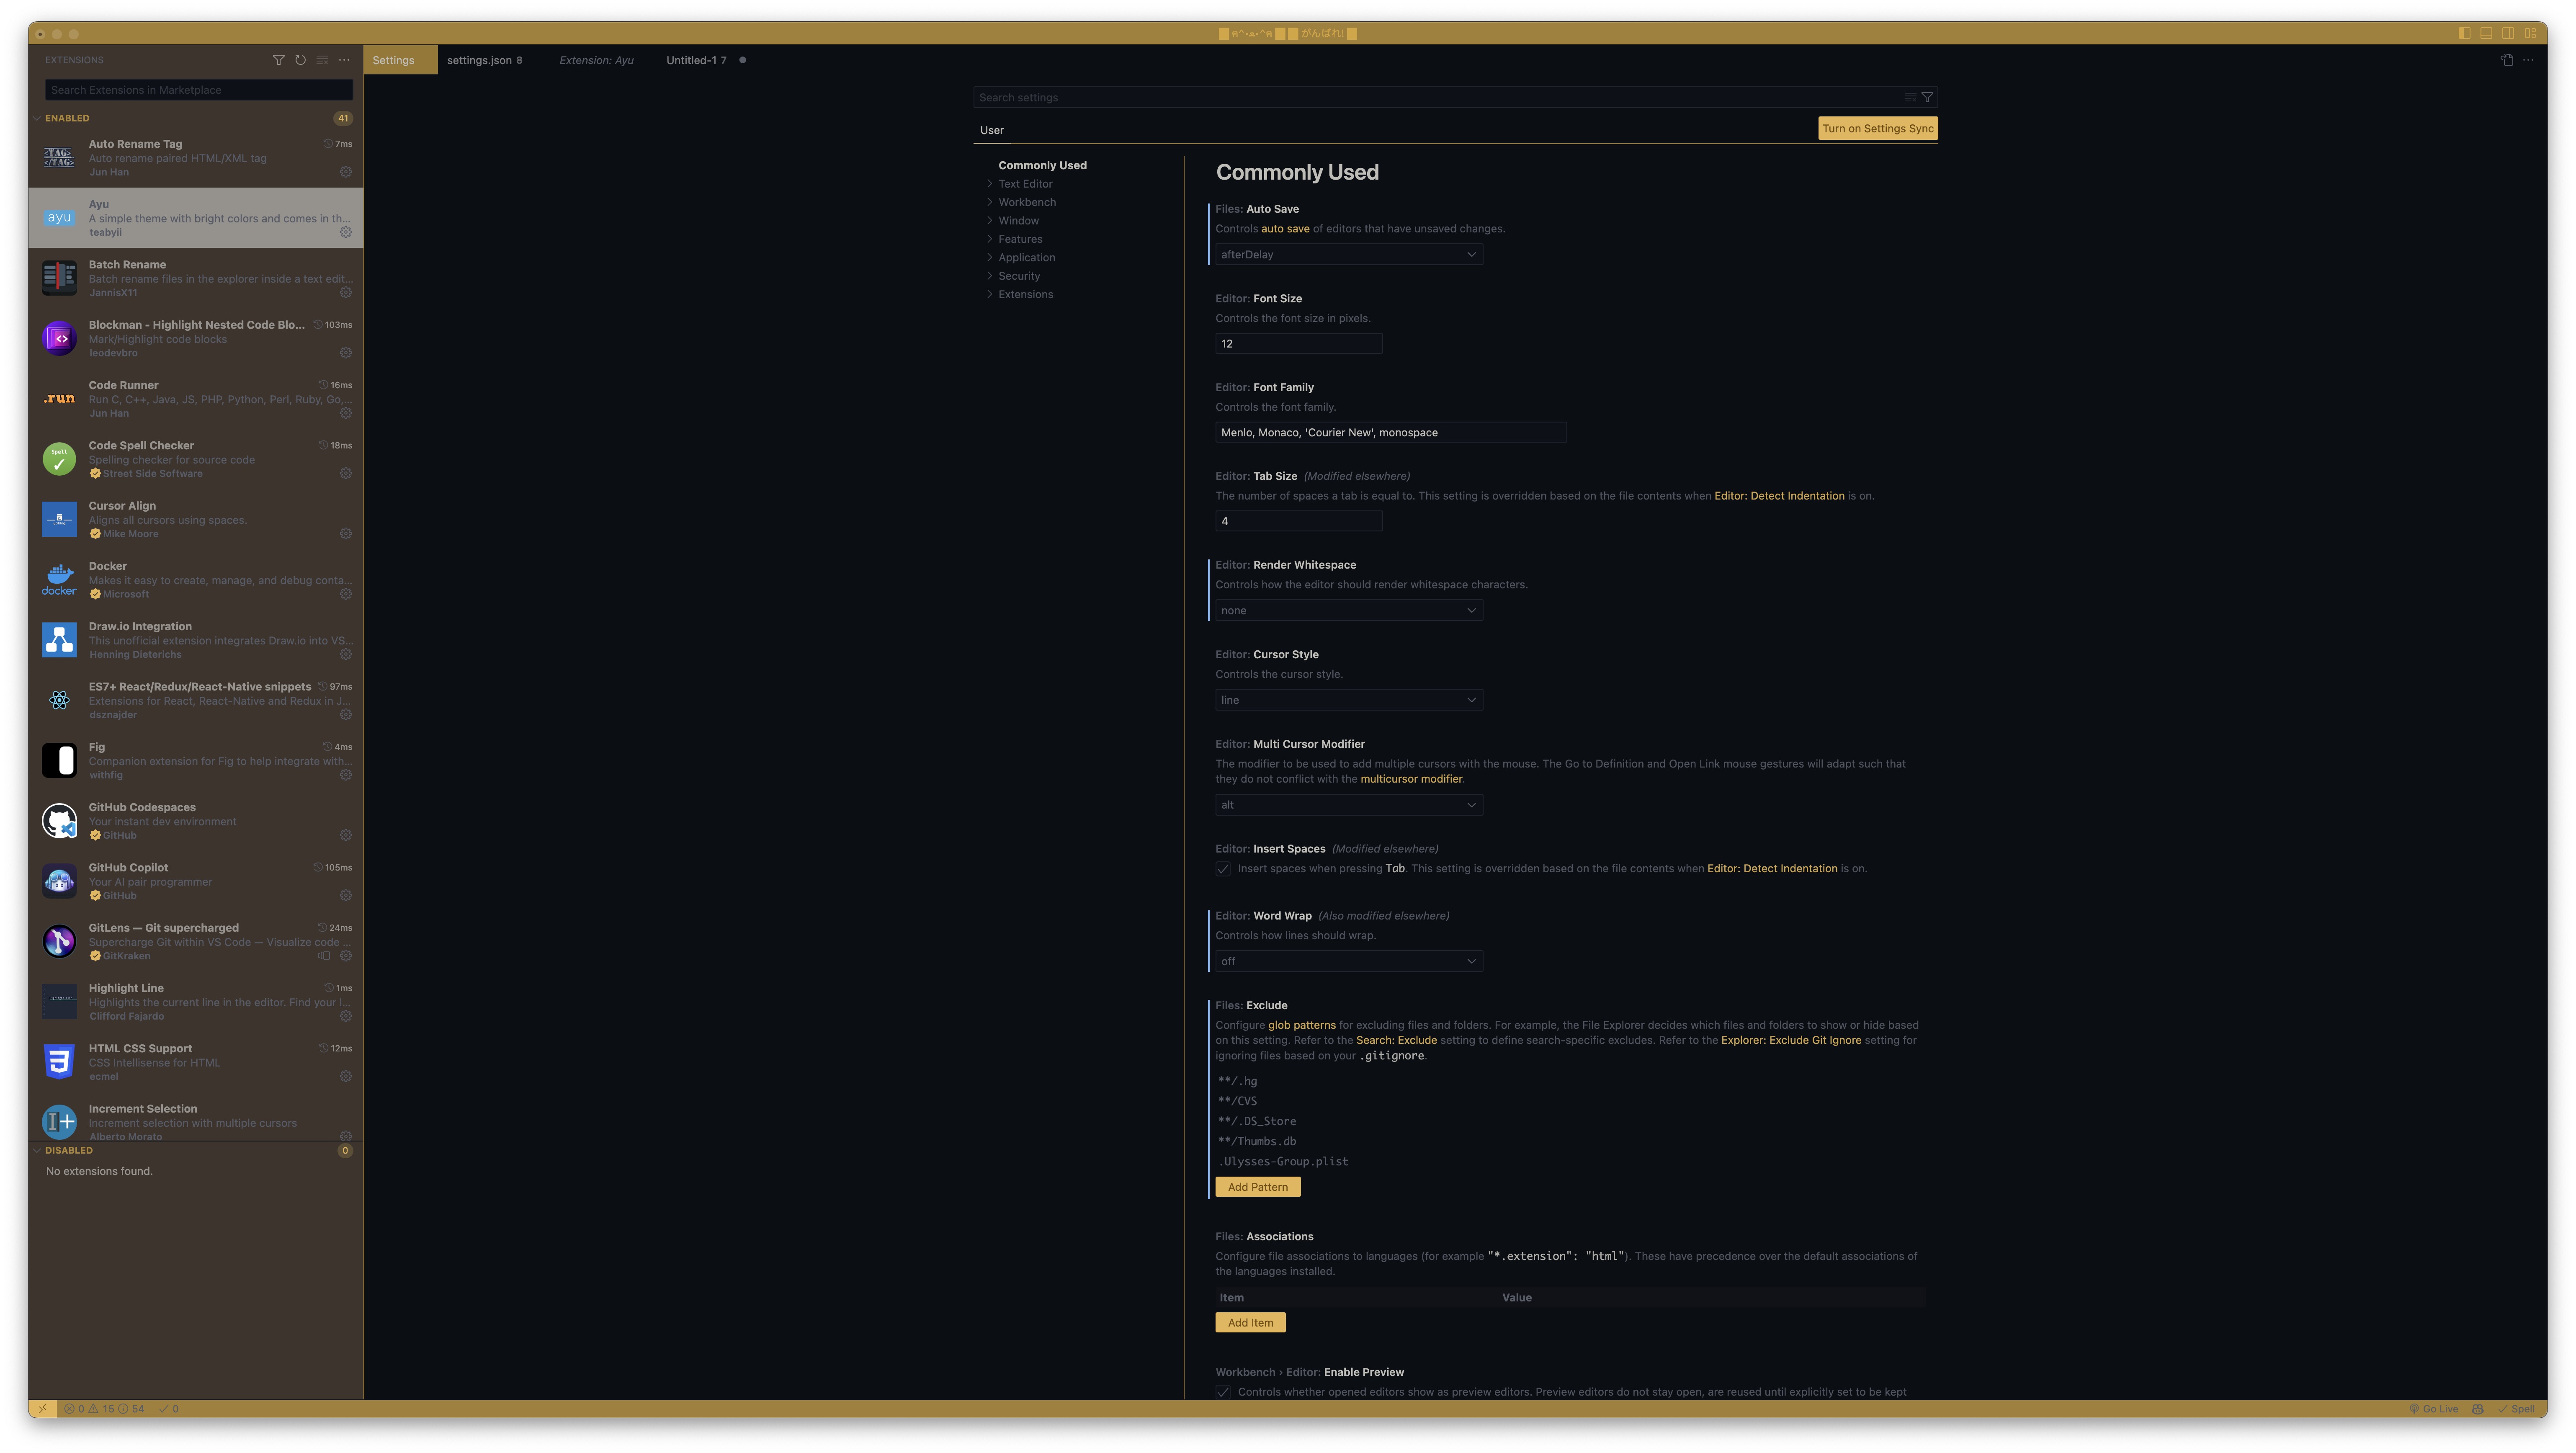 ฅ^•ﻌ•^ฅ がんばれ!
EXTENSIONS
Search Extensions in Marketplace
ENABLED 41
Auto Rename Tag 7ms
Auto rename paired HTML/XML tag
Jun Han
Ayu
A simple theme with bright colors and comes in th...
teabyii
Batch Rename
Batch rename files in the explorer inside a text edit...
JannisX11
Blockman - Highlight Nested Code Blo... 103ms
Mark/Highlight code blocks
leodevbro
.run
Code Runner 16ms
Run C, C++, Java, JS, PHP, Python, Perl, Ruby, Go,...
Jun Han
Code Spell Checker 18ms
Spelling checker for source code
Street Side Software
Cursor Align
Aligns all cursors using spaces.
Mike Moore
Docker
Makes it easy to create, manage, and debug conta...
Microsoft
Draw.io Integration
This unofficial extension integrates Draw.io into VS...
Henning Dieterichs
ES7+ React/Redux/React-Native snippets 97ms
Extensions for React, React-Native and Redux in J...
dsznajder
Fig 4ms
Companion extension for Fig to help integrate with...
withfig
GitHub Codespaces
Your instant dev environment
GitHub
GitHub Copilot 105ms
Your AI pair programmer
GitHub
GitLens — Git supercharged 24ms
Supercharge Git within VS Code — Visualize code ...
GitKraken
Highlight Line 1ms
Highlights the current line in the editor. Find your l...
Clifford Fajardo
HTML CSS Support 12ms
CSS Intellisense for HTML
ecmel
Increment Selection
Increment selection with multiple cursors
Alberto Morato
DISABLED 0
No extensions found.
Settings settings.json 8 Extension: Ayu Untitled-1 7
Search settings
User Turn on Settings Sync
Commonly Used
Text Editor
Workbench
Window
Features
Application
Security
Extensions
Commonly Used
Files: Auto Save
Controls auto save of editors that have unsaved changes.
afterDelay
Editor: Font Size
Controls the font size in pixels.
12
Editor: Font Family
Controls the font family.
Menlo, Monaco, 'Courier New', monospace
Editor: Tab Size (Modified elsewhere)
The number of spaces a tab is equal to. This setting is overridden based on the file contents when Editor: Detect Indentation is on.
4
Editor: Render Whitespace
Controls how the editor should render whitespace characters.
none
Editor: Cursor Style
Controls the cursor style.
line
Editor: Multi Cursor Modifier
The modifier to be used to add multiple cursors with the mouse. The Go to Definition and Open Link mouse gestures will adapt such that
they do not conflict with the multicursor modifier.
alt
Editor: Insert Spaces (Modified elsewhere)
Insert spaces when pressing Tab. This setting is overridden based on the file contents when Editor: Detect Indentation is on.
Editor: Word Wrap (Also modified elsewhere)
Controls how lines should wrap.
off
Files: Exclude
Configure glob patterns for excluding files and folders. For example, the File Explorer decides which files and folders to show or hide based
on this setting. Refer to the Search: Exclude setting to define search-specific excludes. Refer to the Explorer: Exclude Git Ignore setting for
ignoring files based on your .gitignore.
**/.hg
**/CVS
**/.DS_Store
**/Thumbs.db
.Ulysses-Group.plist
Add Pattern
Files: Associations
Configure file associations to languages (for example "*.extension": "html"). These have precedence over the default associations of
the languages installed.
Item Value
Add Item
Workbench › Editor: Enable Preview
Controls whether opened editors show as preview editors. Preview editors do not stay open, are reused until explicitly set to be kept
0 15 54 0 Go Live Spell